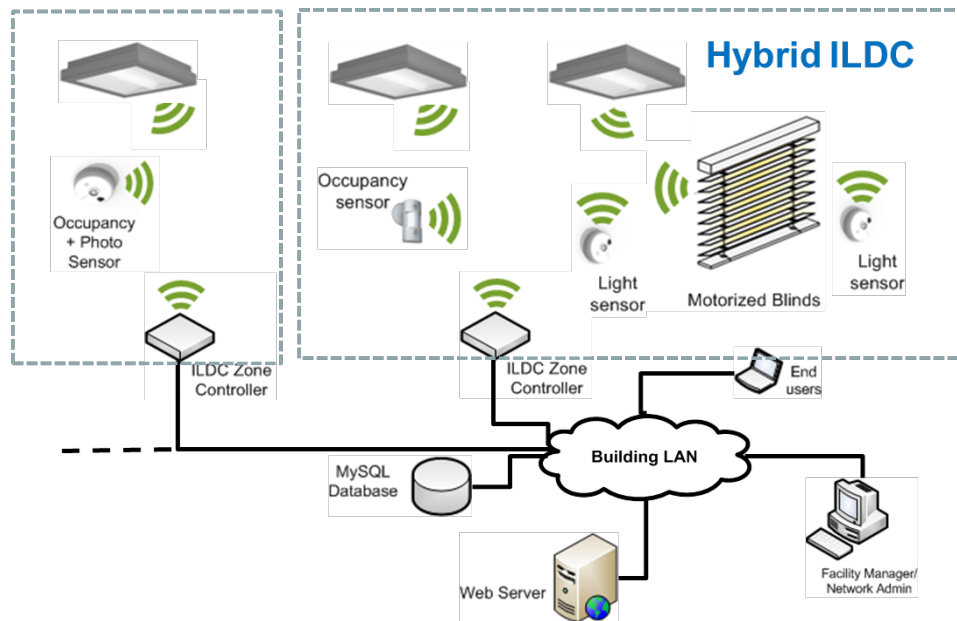 Hybrid ILDC
Occupancy
+ Photo
Sensor
Occupancy
sensor
Light
sensor
Motorized Blinds
Light
sensor
ILDC Zone
Controller
ILDC Zone
Controller
End
users
Building LAN
MySQL
Database
Web Server
Facility Manager/
Network Admin